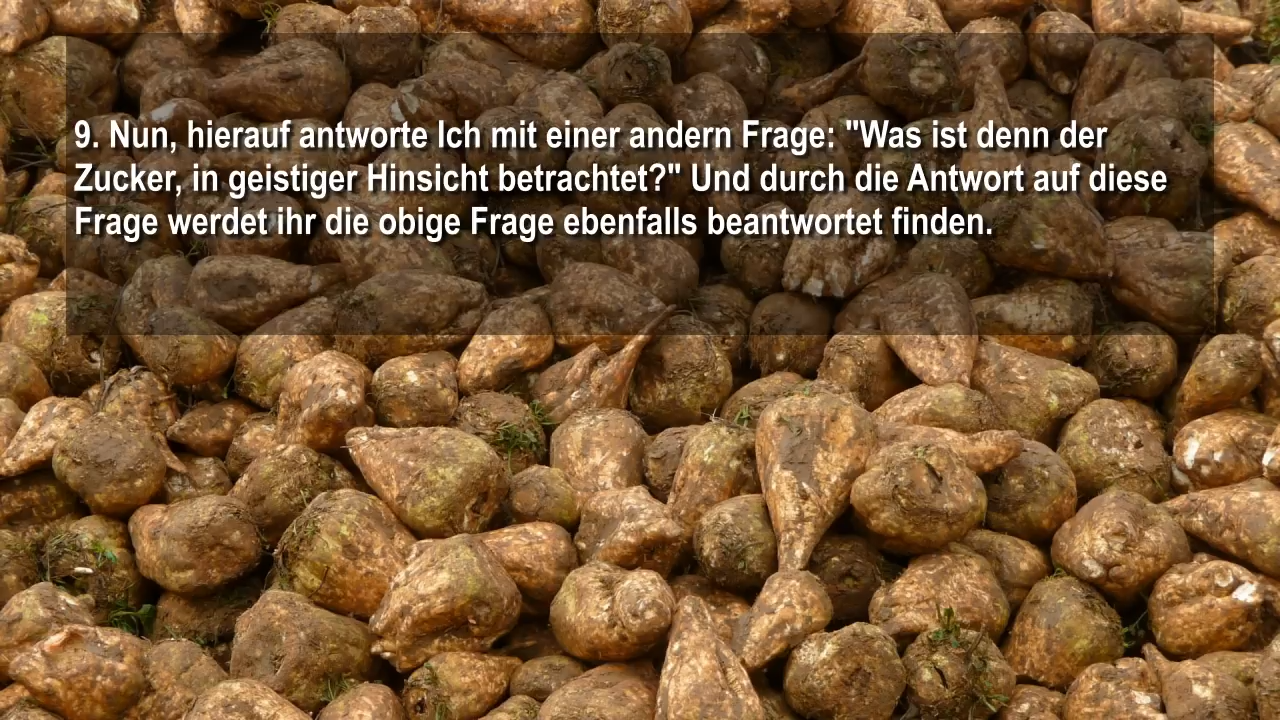 9. Nun, hierauf antworte Ich mit einer andern Frage: "Was ist denn der
Zucker, in geistiger Hinsicht betrachtet?" Und durch die Antwort auf diese
Frage werdet ihr die obige Frage ebenfalls beantwortet finden.